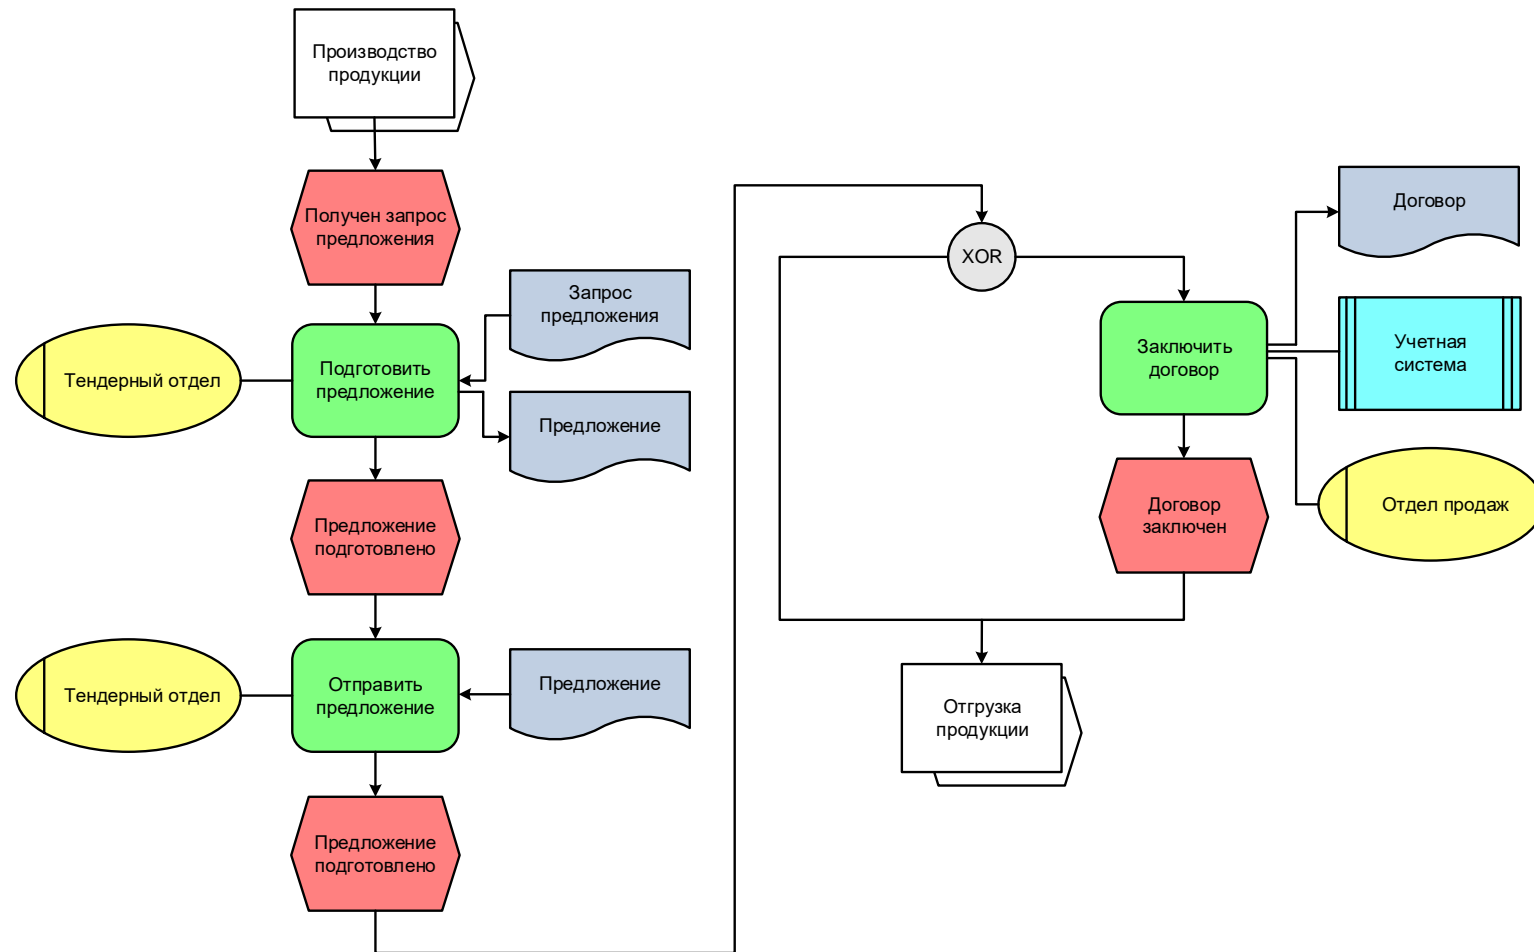 Производство
продукции
Получен запрос
предложения
Запрос
предложения
Тендерный отдел
Подготовить
предложение
Предложение
Предложение
подготовлено
Тендерный отдел
Отправить
предложение
Предложение
Предложение
подготовлено
XOR
Договор
Заключить
договор
Учетная
система
Договор
заключен
Отдел продаж
Отгрузка
продукции